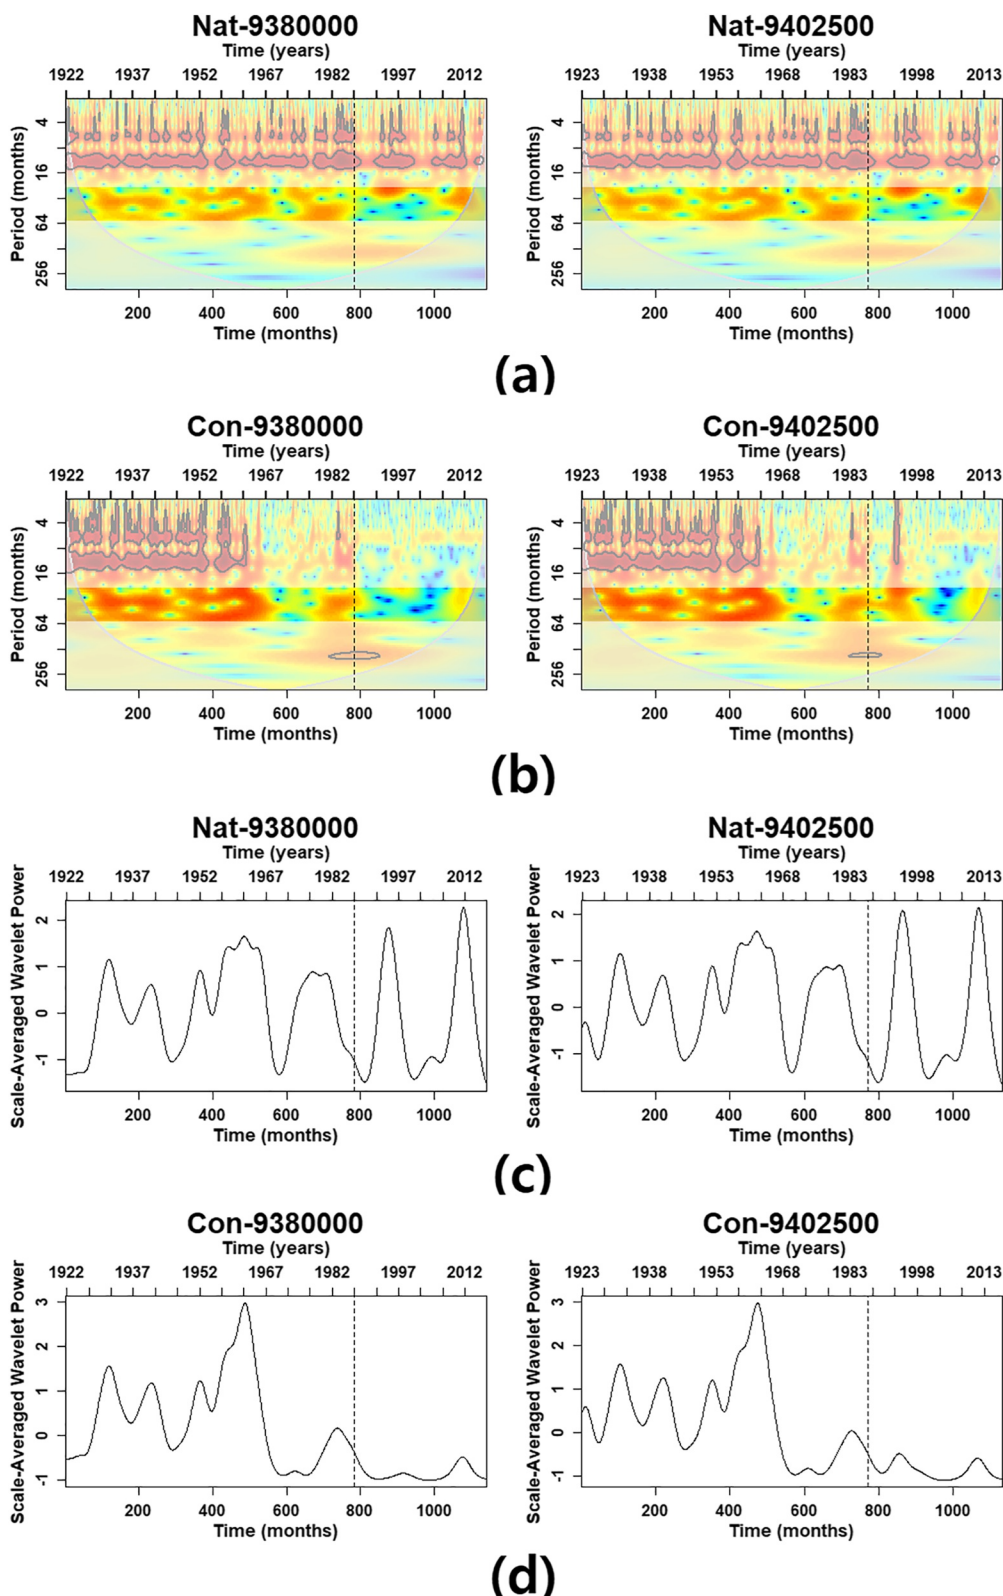 Nat-9380000
Time (years)
1922 1937 1952 1967 1982 1997 2012
Period (months)
4
16
64
256
200 400 600 800 1000
Time (months)
Nat-9402500
Time (years)
1923 1938 1953 1968 1983 1998 2013
Period (months)
4
16
64
256
200 400 600 800 1000
Time (months)
(a)
Con-9380000
Time (years)
1922 1937 1952 1967 1982 1997 2012
Period (months)
4
16
64
256
200 400 600 800 1000
Time (months)
Con-9402500
Time (years)
1923 1938 1953 1968 1983 1998 2013
Period (months)
4
16
64
256
200 400 600 800 1000
Time (months)
(b)
Nat-9380000
Time (years)
1922 1937 1952 1967 1982 1997 2012
Scale-Averaged Wavelet Power
2
1
0
-1
200 400 600 800 1000
Time (months)
Nat-9402500
Time (years)
1923 1938 1953 1968 1983 1998 2013
Scale-Averaged Wavelet Power
2
1
0
-1
200 400 600 800 1000
Time (months)
(c)
Con-9380000
Time (years)
1922 1937 1952 1967 1982 1997 2012
Scale-Averaged Wavelet Power
3
2
1
0
-1
200 400 600 800 1000
Time (months)
Con-9402500
Time (years)
1923 1938 1953 1968 1983 1998 2013
Scale-Averaged Wavelet Power
3
2
1
0
-1
200 400 600 800 1000
Time (months)
(d)